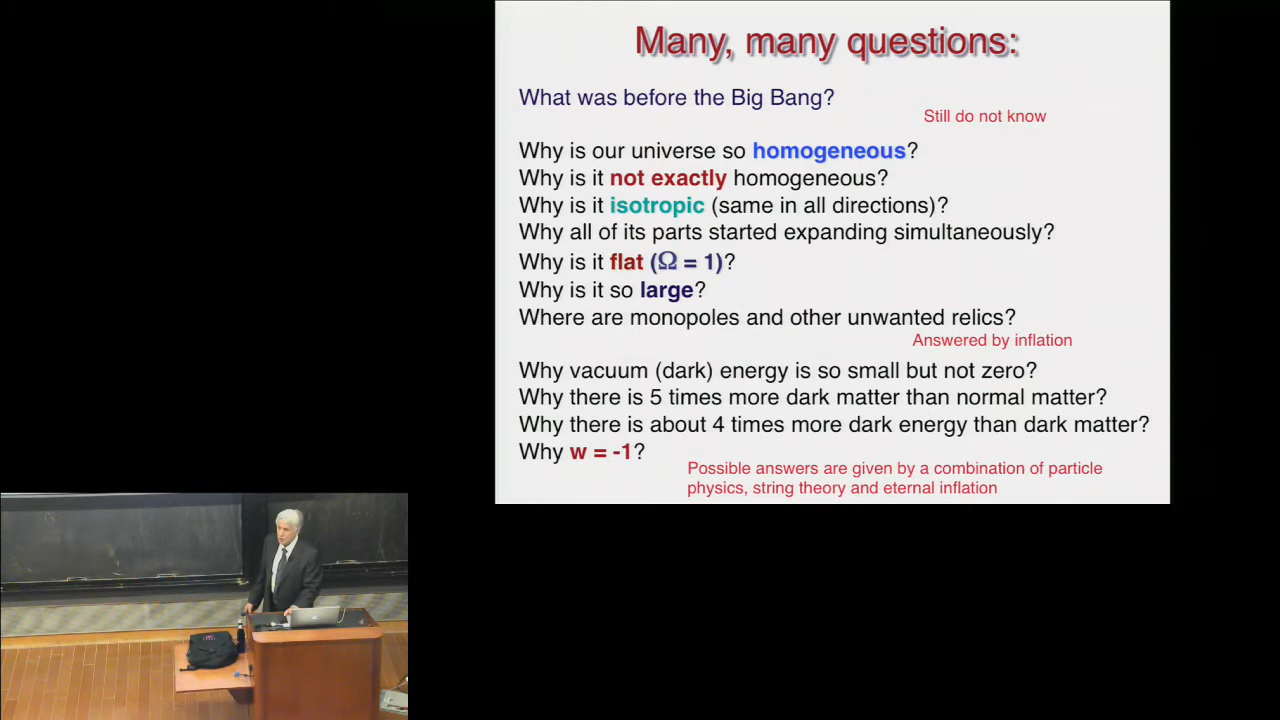 Many, many questions:
What was before the Big Bang?
Still do not know
Why is our universe so homogeneous?
Why is it not exactly homogeneous?
Why is it isotropic (same in all directions)?
Why all of its parts started expanding simultaneously?
Why is it flat (Ω = 1)?
Why is it so large?
Where are monopoles and other unwanted relics?
Answered by inflation
Why vacuum (dark) energy is so small but not zero?
Why there is 5 times more dark matter than normal matter?
Why there is about 4 times more dark energy than dark matter?
Why w = -1?
Possible answers are given by a combination of particle
physics, string theory and eternal inflation